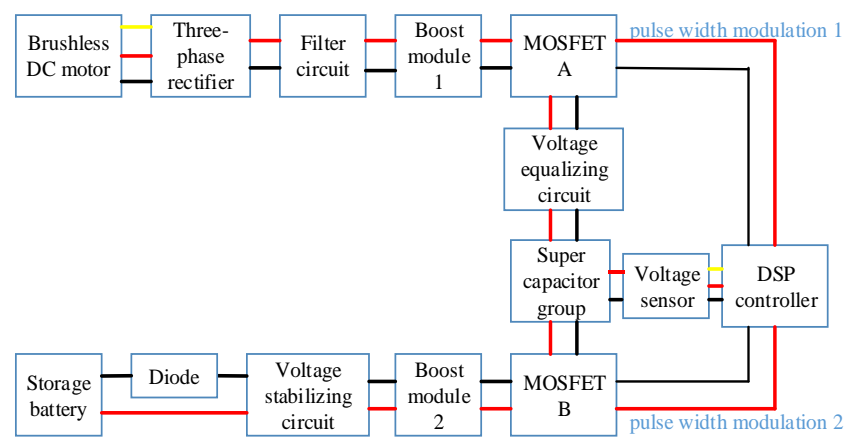 Brushless
DC motor
Three-
phase
rectifier
Filter
circuit
Boost
module
1
MOSFET
A
pulse width modulation 1
Voltage
equalizing
circuit
Super
capacitor
group
Voltage
sensor
DSP
controller
Storage
battery
Diode
Voltage
stabilizing
circuit
Boost
module
2
MOSFET
B
pulse width modulation 2